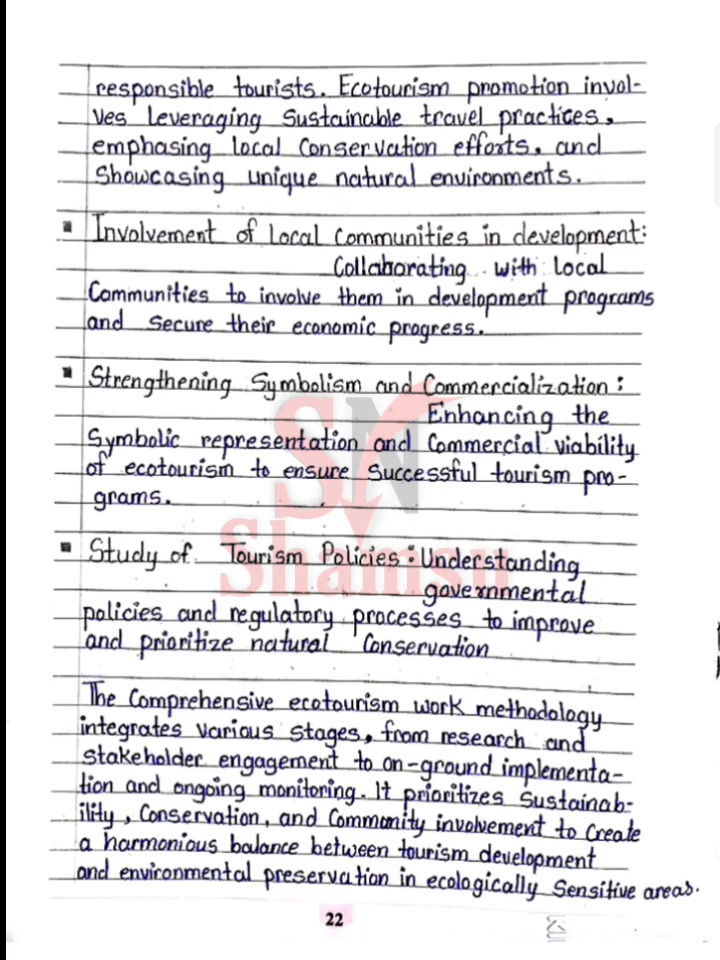 responsible tourists. Ecotourism promotion invol-
ves leveraging Sustainable travel practices,
emphasing local Conservation efforts, and
Showcasing unique natural environments.
▪ Involvement of local Communities in development:
Collaborating with local
Communities to involve them in development programs
and secure their economic progress.
▪ Strengthening Symbolism and Commercialization:
Enhancing the
Symbolic representation and Commercial viability
of ecotourism to ensure Successful tourism pro-
grams.
▪ Study of Tourism Policies: Understanding
governmental
policies and regulatory processes to improve
and prioritize natural Conservation
The Comprehensive ecotourism work methodology
integrates various stages, from research and
stakeholder engagement to on-ground implementa-
tion and ongoing monitoring. It prioritizes Sustainab-
ility, Conservation, and Community involvement to Create
a harmonious balance between tourism development
and environmental preservation in ecologically Sensitive areas.
SN
Shamsu
22